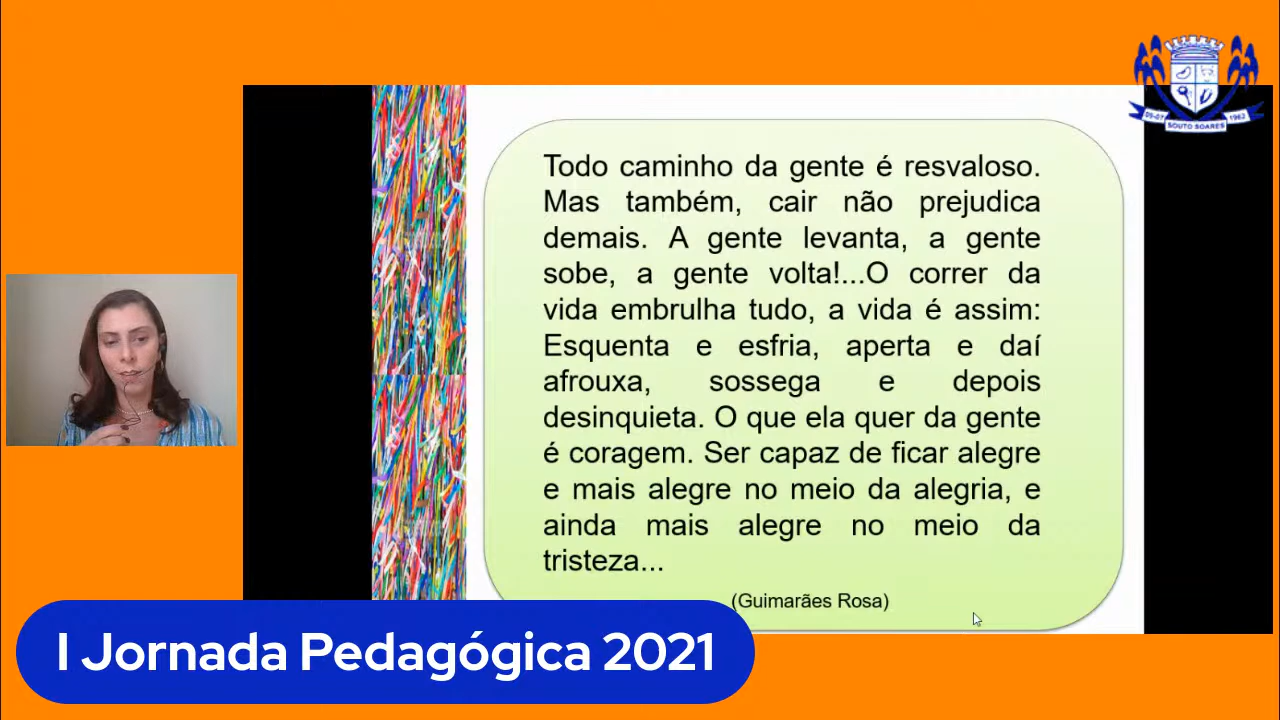 Todo caminho da gente é resvaloso.
Mas também, cair não prejudica
demais. A gente levanta, a gente
sobe, a gente volta!...O correr da
vida embrulha tudo, a vida é assim:
Esquenta e esfria, aperta e daí
afrouxa, sossega e depois
desinquieta. O que ela quer da gente
é coragem. Ser capaz de ficar alegre
e mais alegre no meio da alegria, e
ainda mais alegre no meio da
tristeza...
(Guimarães Rosa)
I Jornada Pedagógica 2021
09-07 SOUTO SOARES 1962